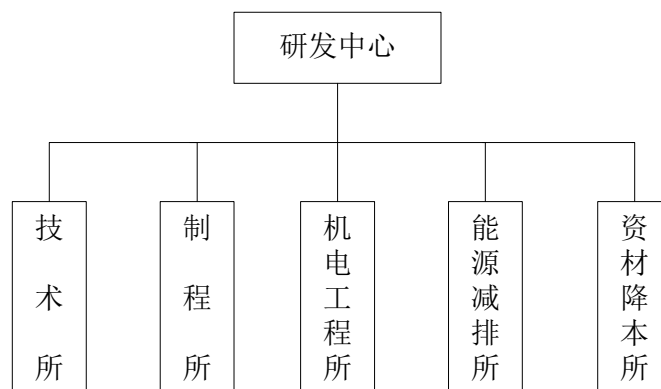 研发中心
技术所
制程所
机电工程所
能源减排所
资材降本所